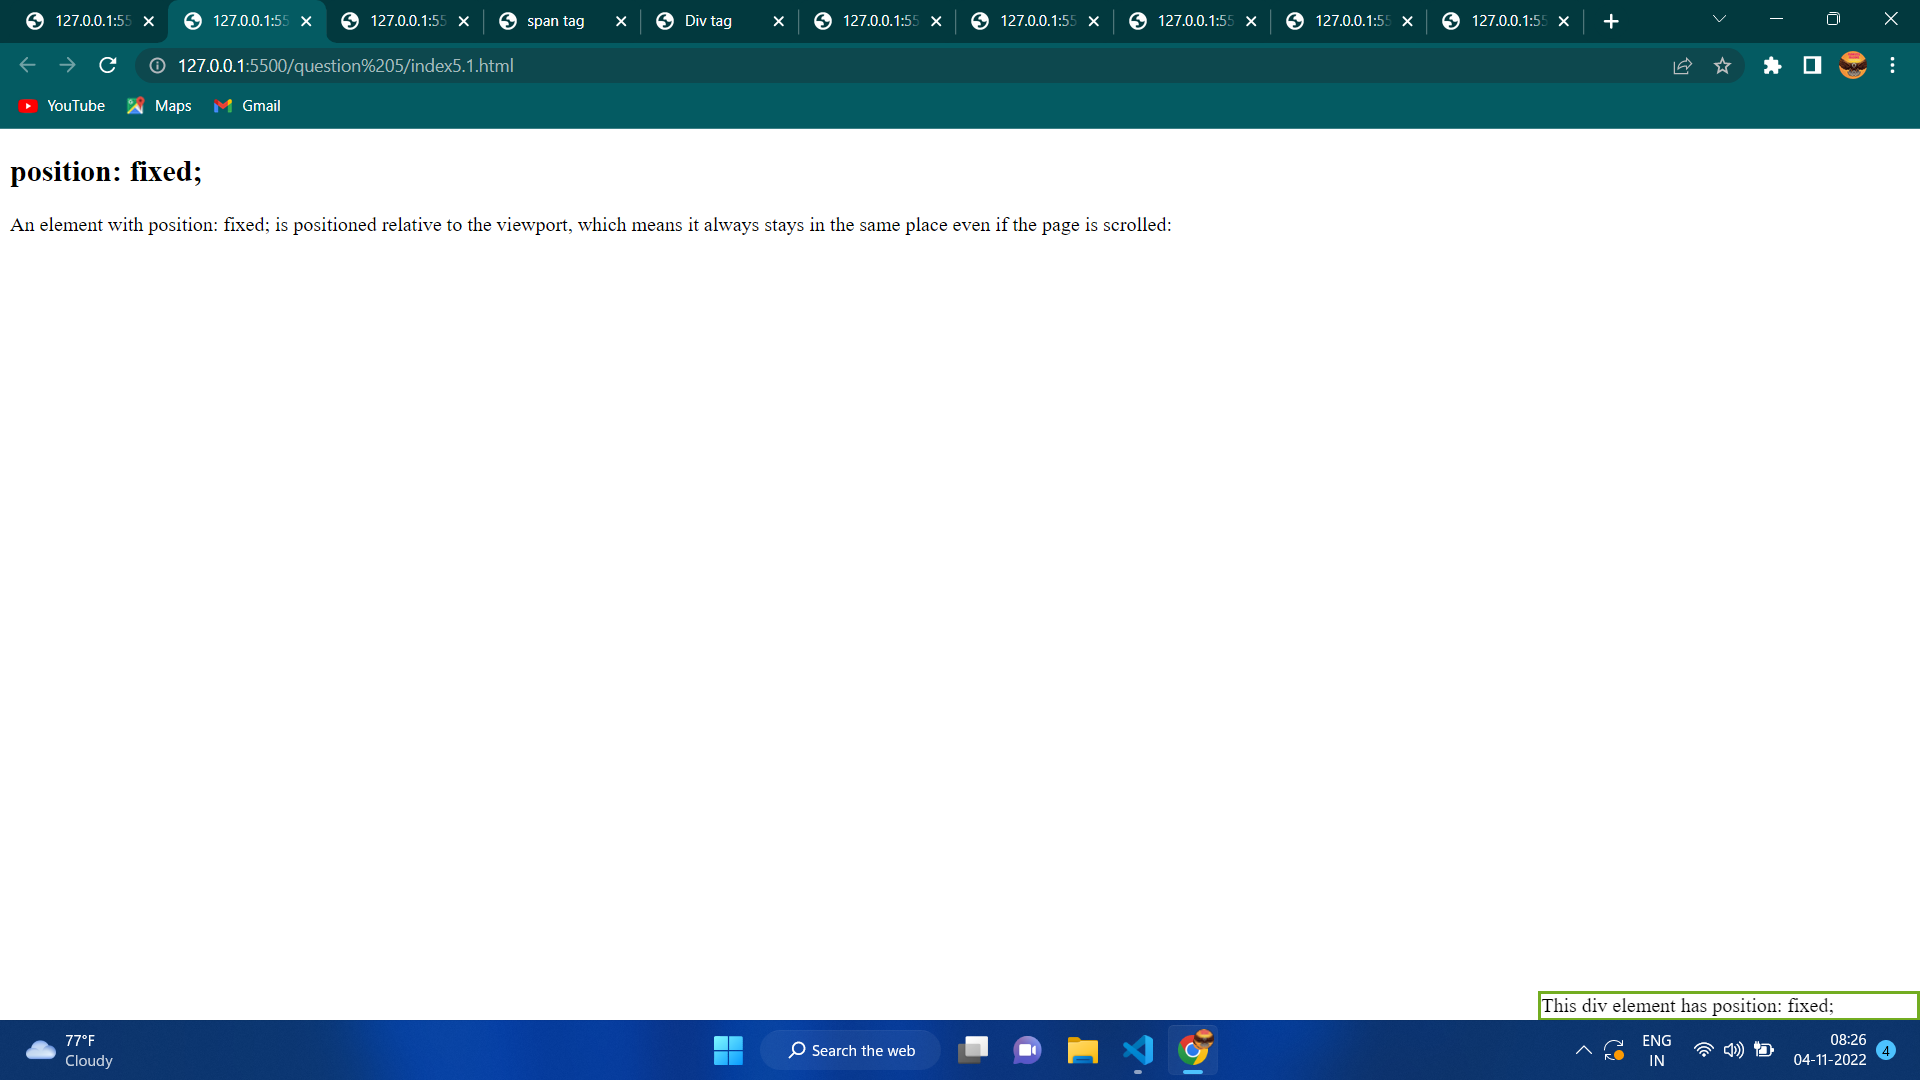 127.0.0.1:55 127.0.0.1:55 127.0.0.1:55 span tag Div tag 127.0.0.1:55 127.0.0.1:55 127.0.0.1:55 127.0.0.1:55 127.0.0.1:55
127.0.0.1:5500/question%205/index5.1.html
YouTube Maps Gmail
position: fixed;
An element with position: fixed; is positioned relative to the viewport, which means it always stays in the same place even if the page is scrolled:
This div element has position: fixed;
77°F
Cloudy
Search the web
ENG
IN
08:26
04-11-2022
4